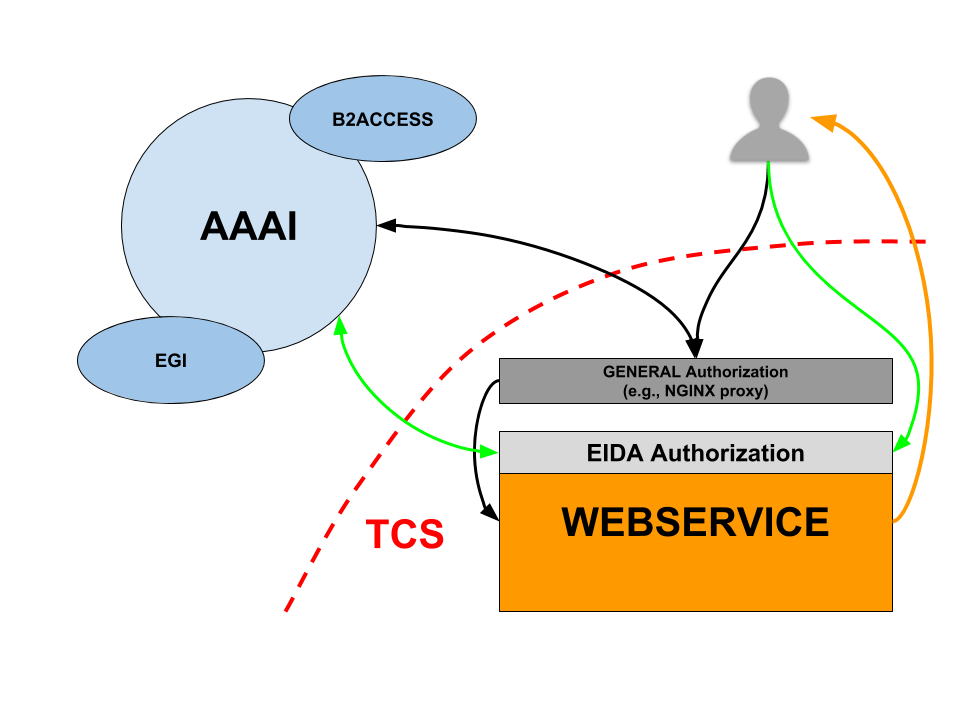 B2ACCESS
AAAI
EGI
GENERAL Authorization
(e.g., NGINX proxy)
EIDA Authorization
WEBSERVICE
TCS